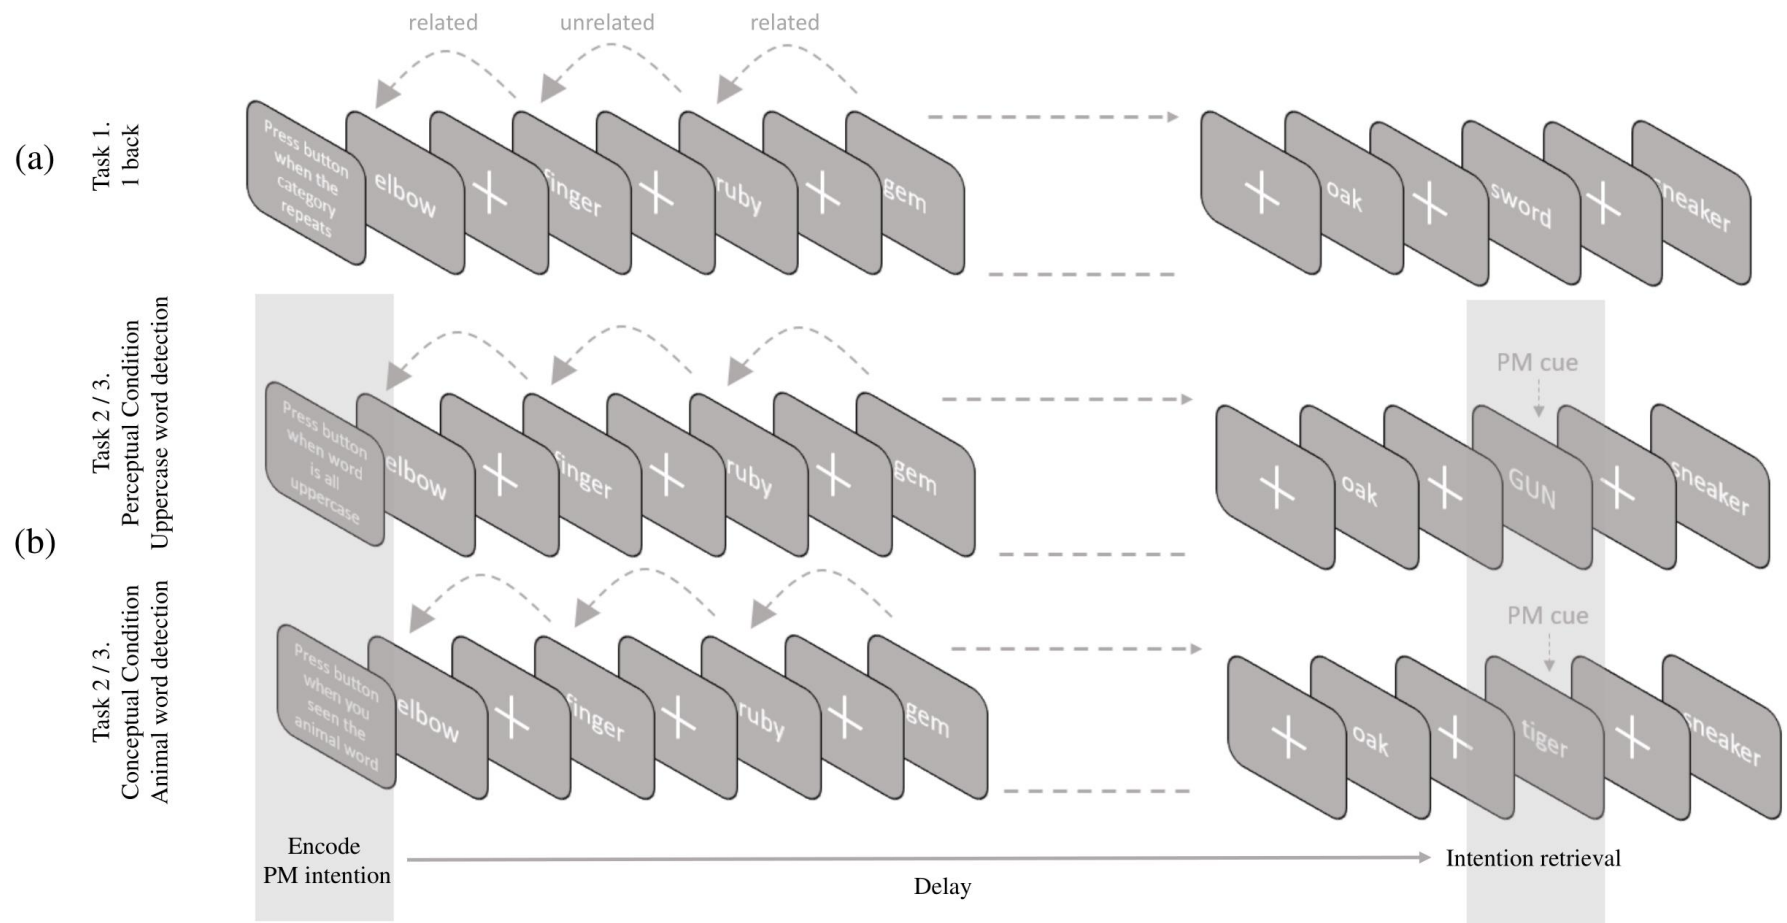 related unrelated related
(a)
Task 1.
1 back
Press button
when the
category
repeats
elbow
finger
ruby
gem
oak
sword
sneaker
(b)
Task 2 / 3.
Perceptual Condition
Uppercase word detection
Press button
when word
is all
uppercase
elbow
finger
ruby
gem
oak
PM cue
GUN
sneaker
Task 2 / 3.
Conceptual Condition
Animal word detection
Press button
when you
seen the
animal word
elbow
finger
ruby
gem
oak
PM cue
tiger
sneaker
Encode
PM intention
Delay
Intention retrieval